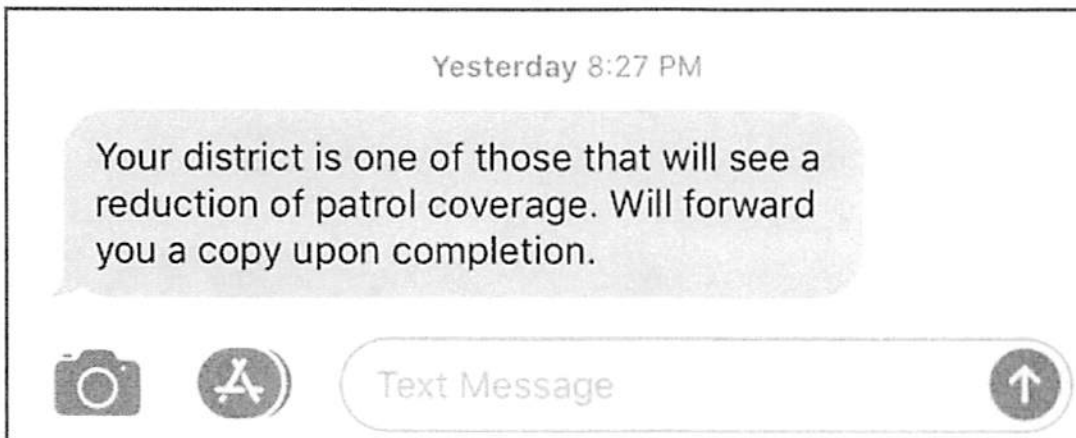 Yesterday 8:27 PM
Your district is one of those that will see a
reduction of patrol coverage. Will forward
you a copy upon completion.
Text Message